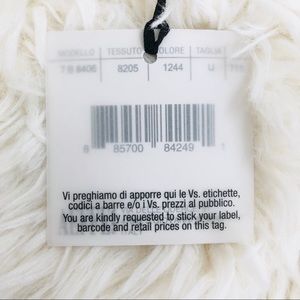 MODELLO TESSUTO COLORE TAGLIA
7 B 6406 8205 1244 U
8 85700 84249 1
Vi preghiamo di apporre qui le Vs. etichette,
codici a barre e/o i Vs. prezzi al pubblico.
You are kindly requested to stick your label,
barcode and retail prices on this tag.